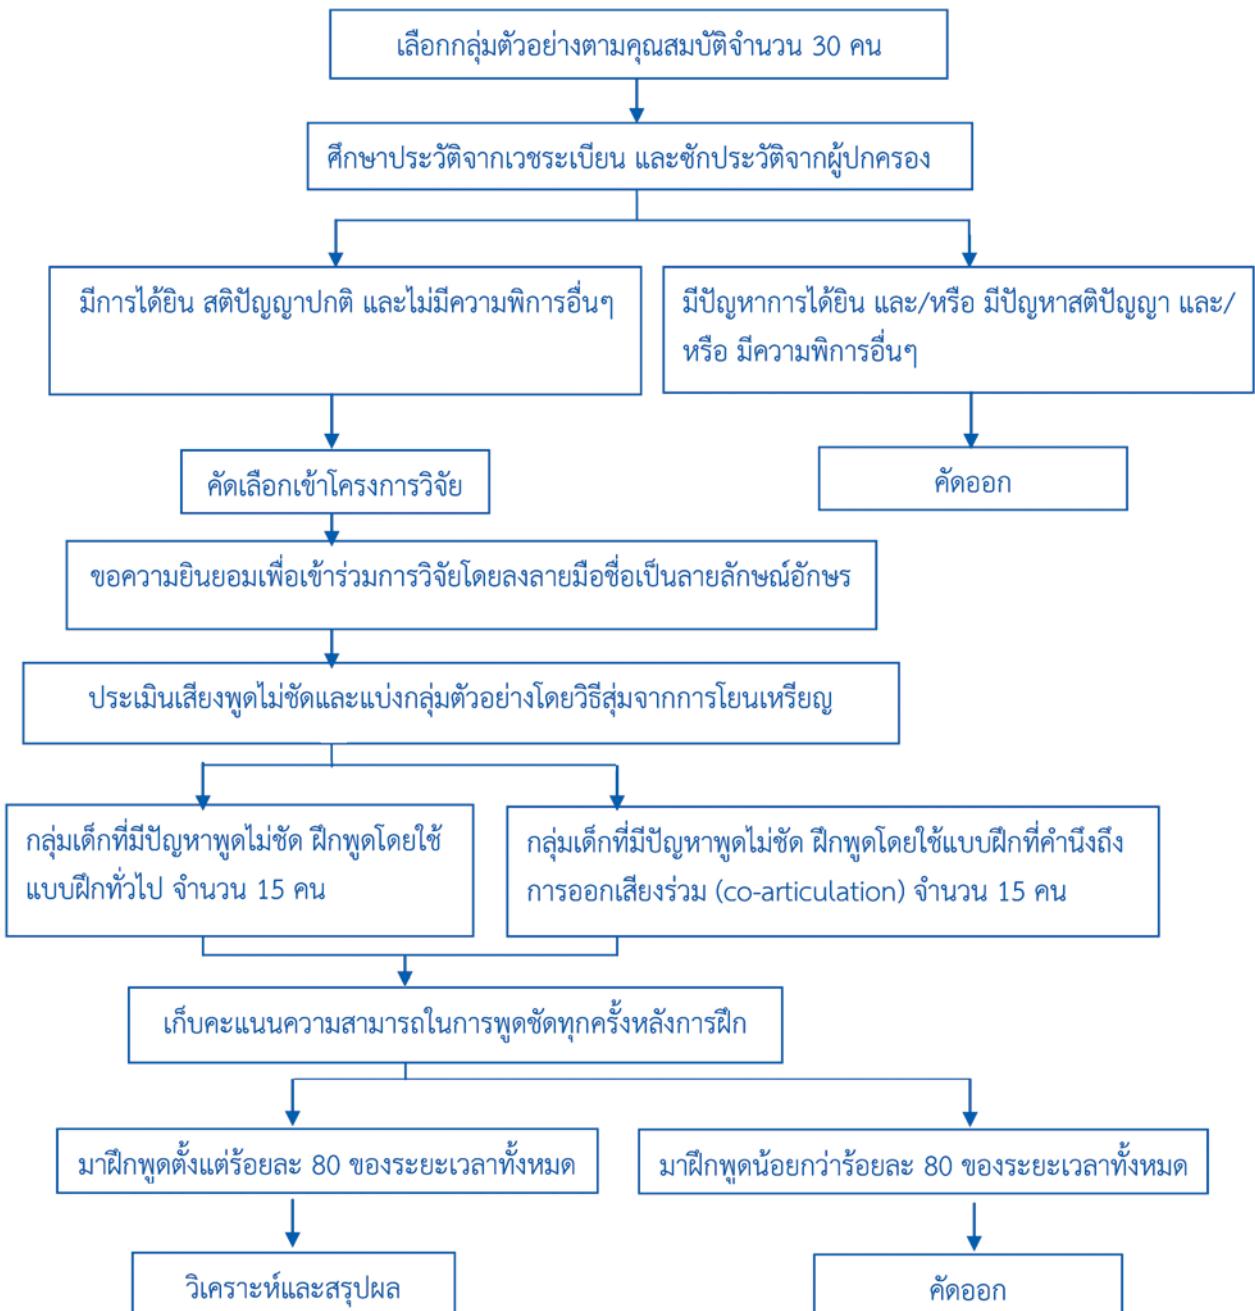 เลือกกลุ่มตัวอย่างตามคุณสมบัติจำนวน 30 คน
ศึกษาประวัติจากเวชระเบียน และซักประวัติจากผู้ปกครอง
มีการได้ยิน สติปัญญาปกติ และไม่มีความพิการอื่นๆ
มีปัญหาการได้ยิน และ/หรือ มีปัญหาสติปัญญา และ/
หรือ มีความพิการอื่นๆ
คัดเลือกเข้าโครงการวิจัย
คัดออก
ขอความยินยอมเพื่อเข้าร่วมการวิจัยโดยลงลายมือชื่อเป็นลายลักษณ์อักษร
ประเมินเสียงพูดไม่ชัดและแบ่งกลุ่มตัวอย่างโดยวิธีสุ่มจากการโยนเหรียญ
กลุ่มเด็กที่มีปัญหาพูดไม่ชัด ฝึกพูดโดยใช้
แบบฝึกทั่วไป จำนวน 15 คน
กลุ่มเด็กที่มีปัญหาพูดไม่ชัด ฝึกพูดโดยใช้แบบฝึกที่คำนึงถึง
การออกเสียงร่วม (co-articulation) จำนวน 15 คน
เก็บคะแนนความสามารถในการพูดชัดทุกครั้งหลังการฝึก
มาฝึกพูดตั้งแต่ร้อยละ 80 ของระยะเวลาทั้งหมด
มาฝึกพูดน้อยกว่าร้อยละ 80 ของระยะเวลาทั้งหมด
วิเคราะห์และสรุปผล
คัดออก